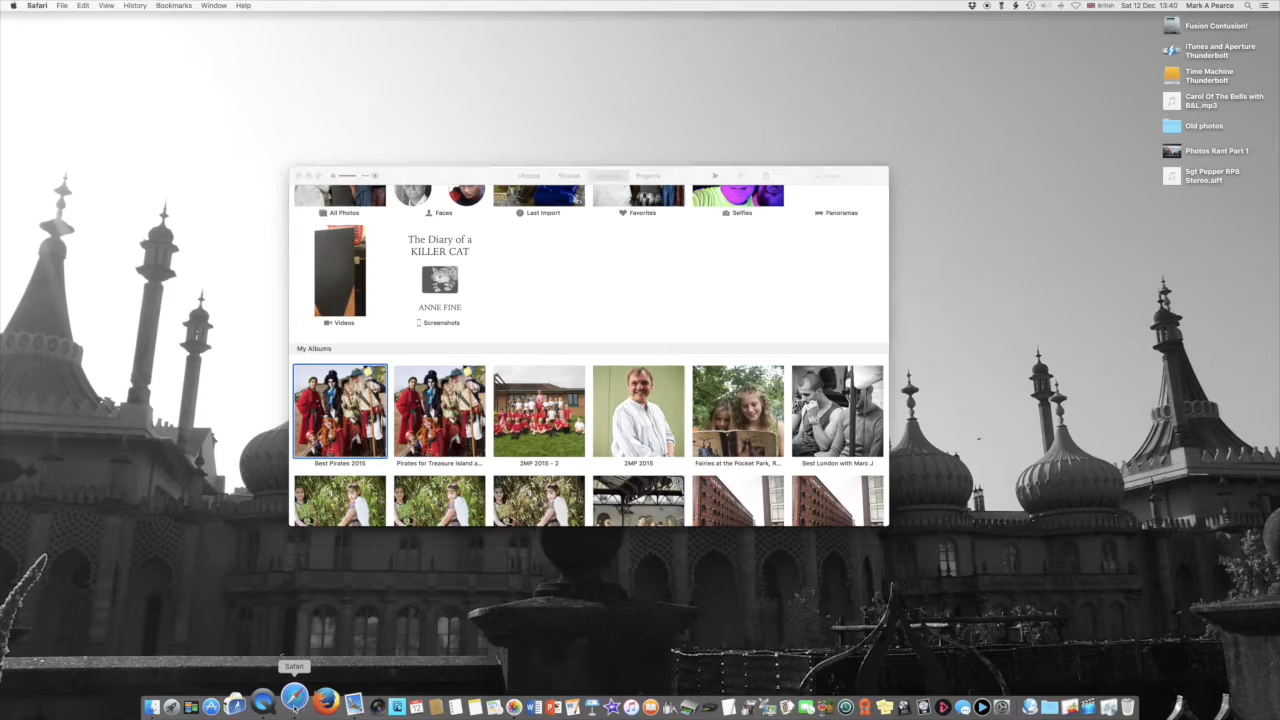 Safari File Edit View History Bookmarks Window Help
British Sat 12 Dec 13:40 Mark A Pearce
Fusion Contusion!
iTunes and Aperture
Thunderbolt
Time Machine
Thunderbolt
Carol Of The Bells with
B&L.mp3
Old photos
Photos Rant Part 1
Sgt Pepper RP8
Stereo.aiff
Photos Shared Projects
All Photos Faces Last Import Favorites Selfies Panoramas
The Diary of a
KILLER CAT
ANNE FINE
Videos Screenshots
My Albums
Best Pirates 2015 Pirates for Treasure Island a... 2MP 2015 - 2 2MP 2015 Fairies at the Pocket Park, R... Best London with Marc J
Safari